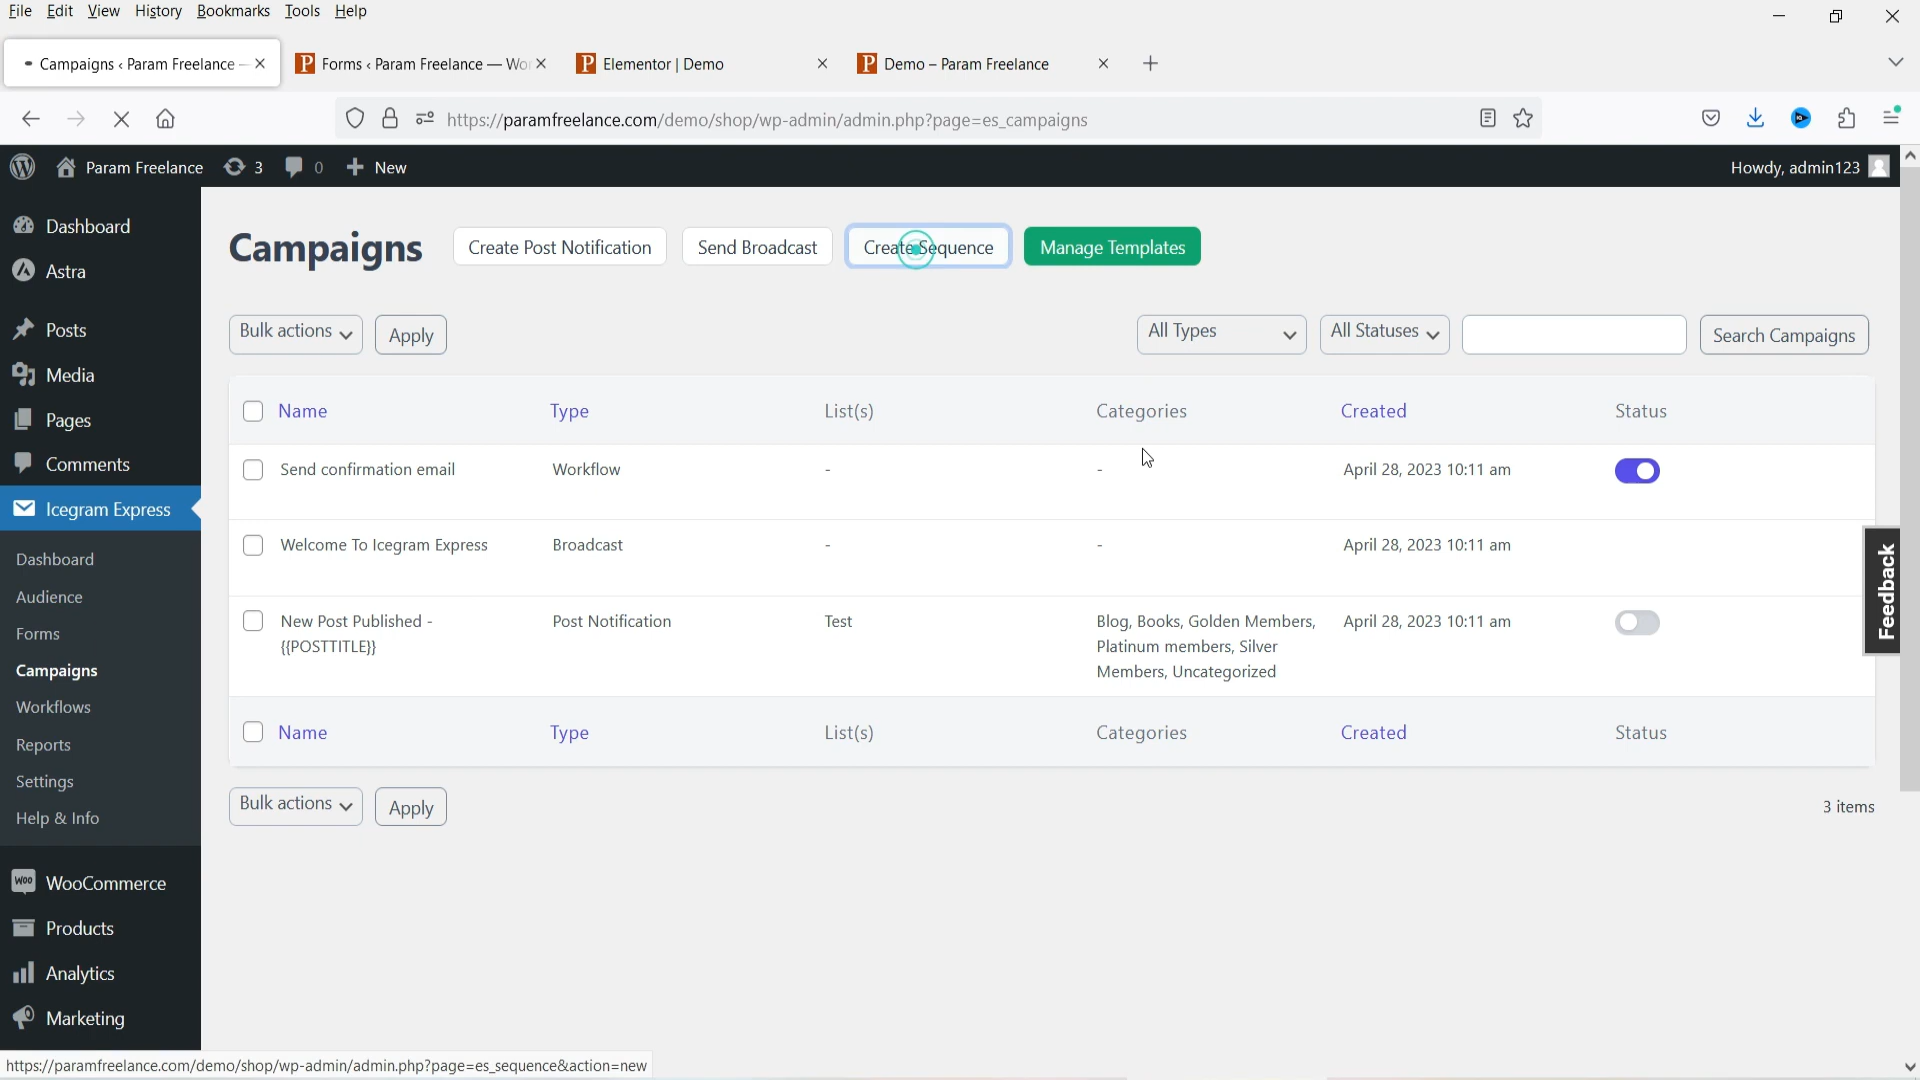 File Edit View History Bookmarks Tools Help
Campaigns ‹ Param Freelance — Forms ‹ Param Freelance — Wo Elementor | Demo Demo – Param Freelance
https://paramfreelance.com/demo/shop/wp-admin/admin.php?page=es_campaigns
Param Freelance 3 0 New Howdy, admin123
Dashboard
Astra
Posts
Media
Pages
Comments
Icegram Express
Dashboard
Audience
Forms
Campaigns
Workflows
Reports
Settings
Help & Info
WooCommerce
Products
Analytics
Marketing
Campaigns Create Post Notification Send Broadcast Create Sequence Manage Templates
Bulk actions Apply All Types All Statuses Search Campaigns
Name Type List(s) Categories Created Status
Send confirmation email Workflow - - April 28, 2023 10:11 am
Welcome To Icegram Express Broadcast - - April 28, 2023 10:11 am
New Post Published - Post Notification Test Blog, Books, Golden Members, April 28, 2023 10:11 am
{{POSTTITLE}} Platinum members, Silver
Members, Uncategorized
Name Type List(s) Categories Created Status
Bulk actions Apply 3 items
Feedback
https://paramfreelance.com/demo/shop/wp-admin/admin.php?page=es_sequence&action=new